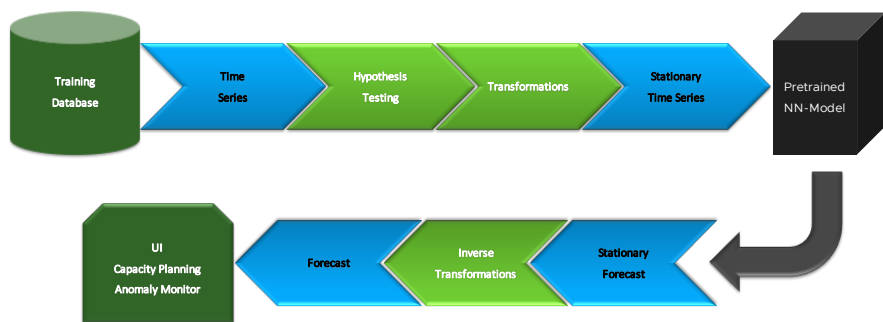 Training
Database
Time
Series
Hypothesis
Testing
Transformations
Stationary
Time Series
Pretrained
NN-Model
UI
Capacity Planning
Anomaly Monitor
Forecast
Inverse
Transformations
Stationary
Forecast